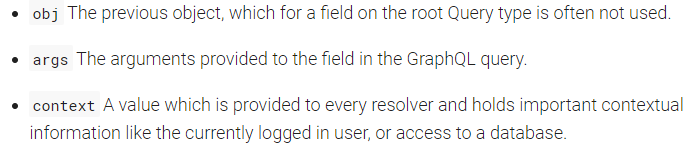 • obj The previous object, which for a field on the root Query type is often not used.
• args The arguments provided to the field in the GraphQL query.
• context A value which is provided to every resolver and holds important contextual
information like the currently logged in user, or access to a database.